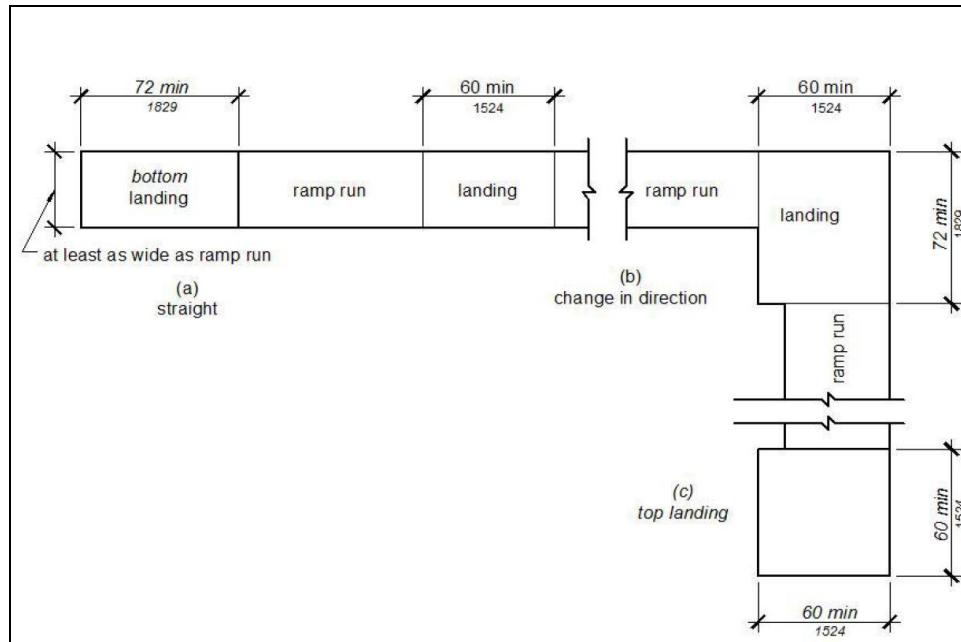 72 min
1829
60 min
1524
60 min
1524
bottom
landing
ramp run
landing
ramp run
landing
72 min
1829
at least as wide as ramp run
(a)
straight
(b)
change in direction
ramp run
(c)
top landing
60 min
1524
60 min
1524